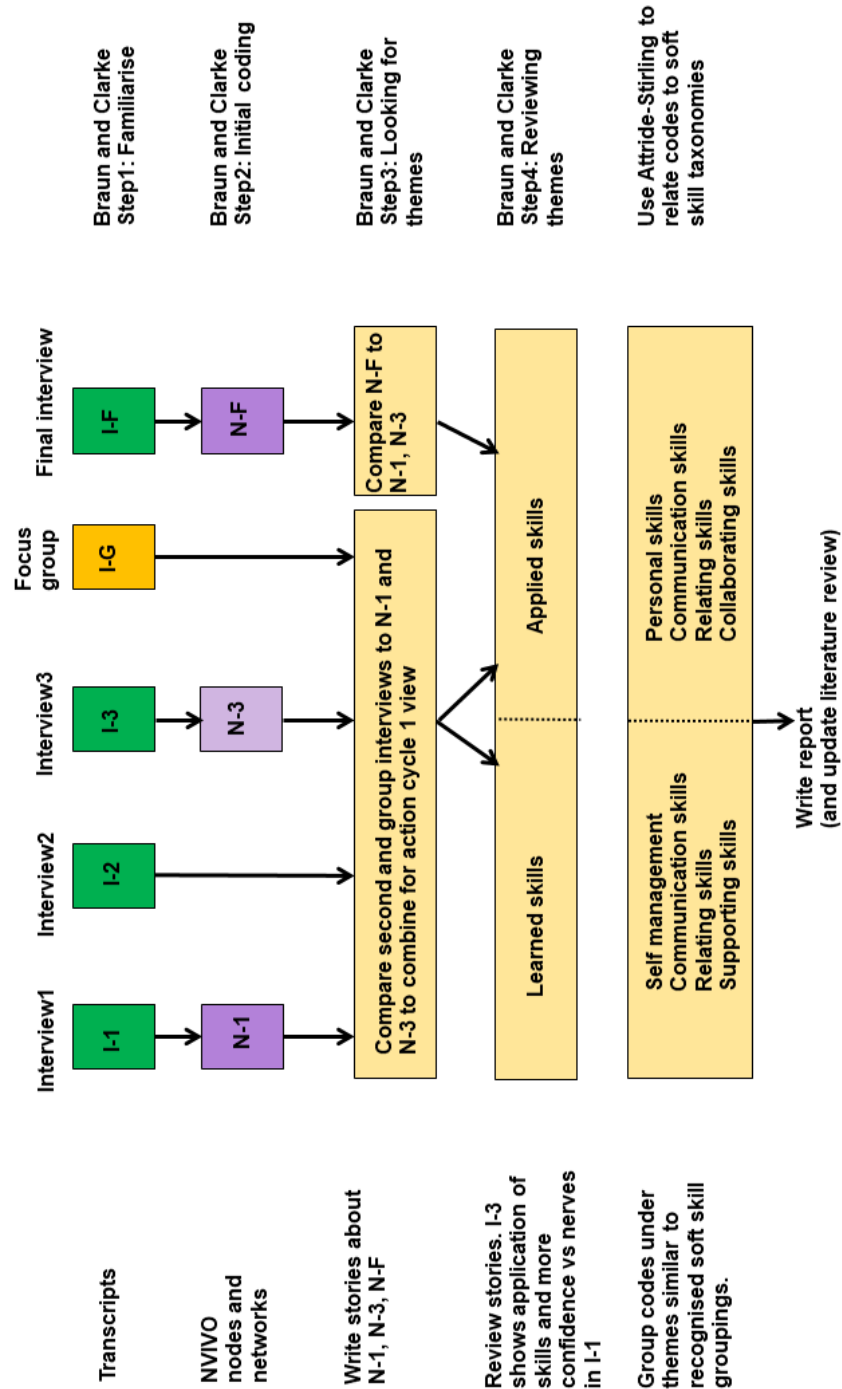 Interview1
Interview2
Interview3
Focus
group
Final interview
Transcripts
I-1
I-2
I-3
I-G
I-F
Braun and Clarke
Step1: Familiarise
NVIVO
nodes and
networks
N-1
N-3
N-F
Braun and Clarke
Step2: Initial coding
Write stories about
N-1, N-3, N-F
Compare second and group interviews to N-1 and
N-3 to combine for action cycle 1 view
Compare N-F to
N-1, N-3
Braun and Clarke
Step3: Looking for
themes
Review stories. I-3
shows application of
skills and more
confidence vs nerves
in I-1
Learned skills
Applied skills
Braun and Clarke
Step4: Reviewing
themes
Group codes under
themes similar to
recognised soft skill
groupings.
Self management
Communication skills
Relating skills
Supporting skills
Personal skills
Communication skills
Relating skills
Collaborating skills
Use Attride-Stirling to
relate codes to soft
skill taxonomies
Write report
(and update literature review)